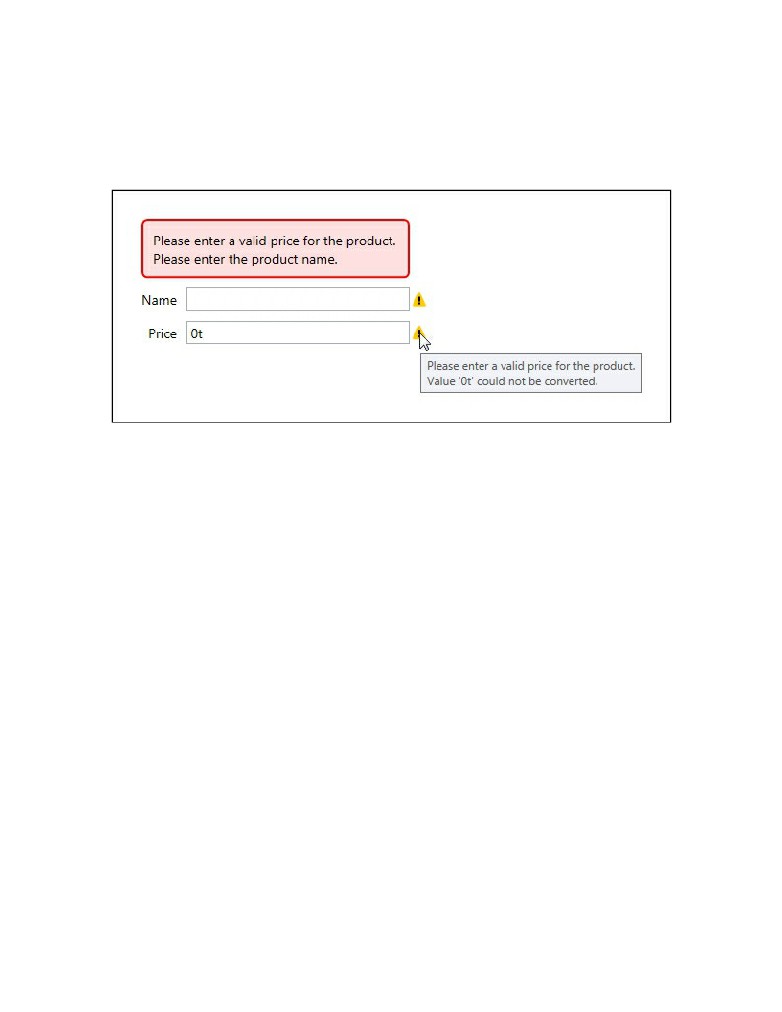 Please enter a valid price for the product.
Please enter the product name.
Name
Price 0t
Please enter a valid price for the product.
Value '0t' could not be converted.